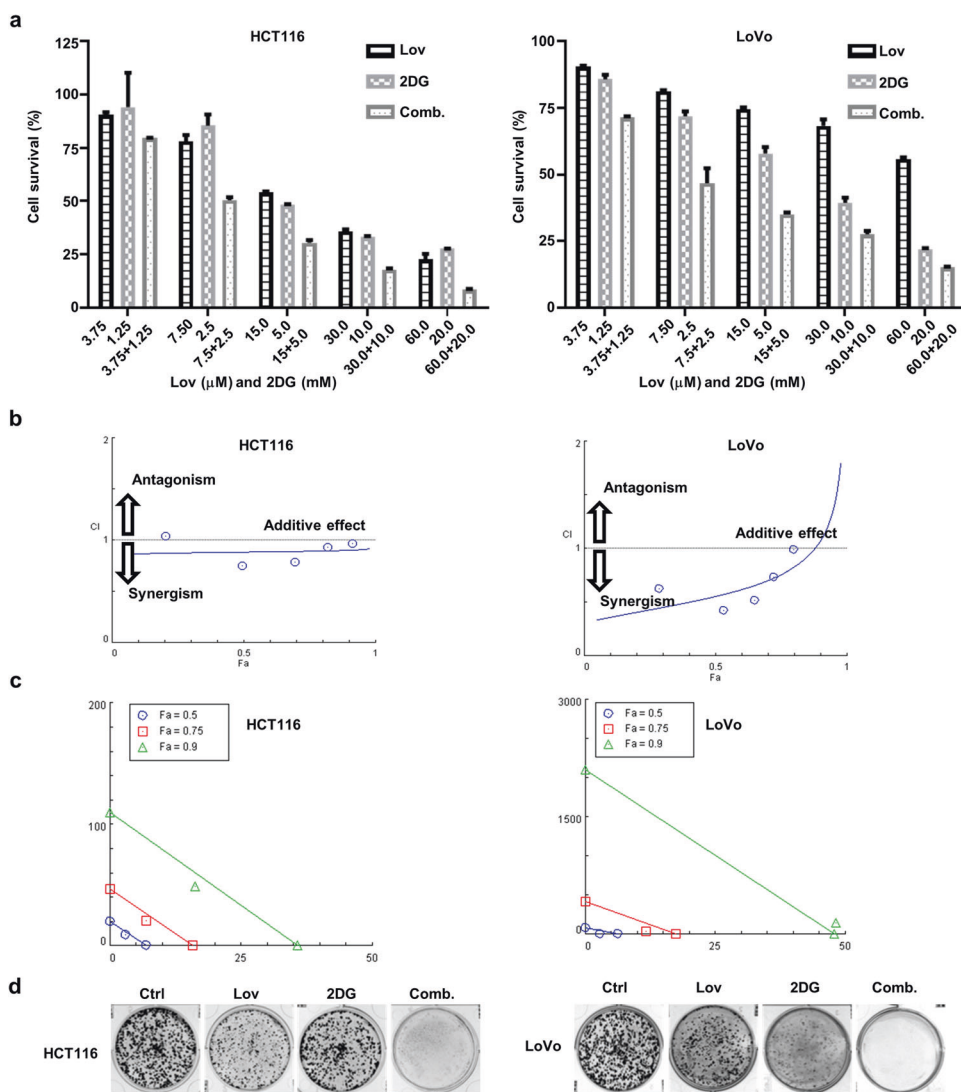 a
HCT116
LoVo
Cell survival (%)
125
100
75
50
25
0
Lov
2DG
Comb.
3.75
1.25
3.75+1.25
7.50
2.5
7.5+2.5
15.0
5.0
15+5.0
30.0
10.0
30.0+10.0
60.0
20.0
60.0+20.0
Lov (μM) and 2DG (mM)
Cell survival (%)
100
75
50
25
0
Lov
2DG
Comb.
3.75
1.25
3.75+1.25
7.50
2.5
7.5+2.5
15.0
5.0
15+5.0
30.0
10.0
30.0+10.0
60.0
20.0
60.0+20.0
Lov (μM) and 2DG (mM)
b
HCT116
2
Antagonism
CI
1
Additive effect
Synergism
0
0
0.5
1
Fa
LoVo
2
Antagonism
CI
1
Additive effect
Synergism
0
0
0.5
1
Fa
c
HCT116
200
100
0
Fa = 0.5
Fa = 0.75
Fa = 0.9
0
25
50
LoVo
3000
1500
0
Fa = 0.5
Fa = 0.75
Fa = 0.9
0
25
50
d
Ctrl Lov 2DG Comb.
HCT116
Ctrl Lov 2DG Comb.
LoVo